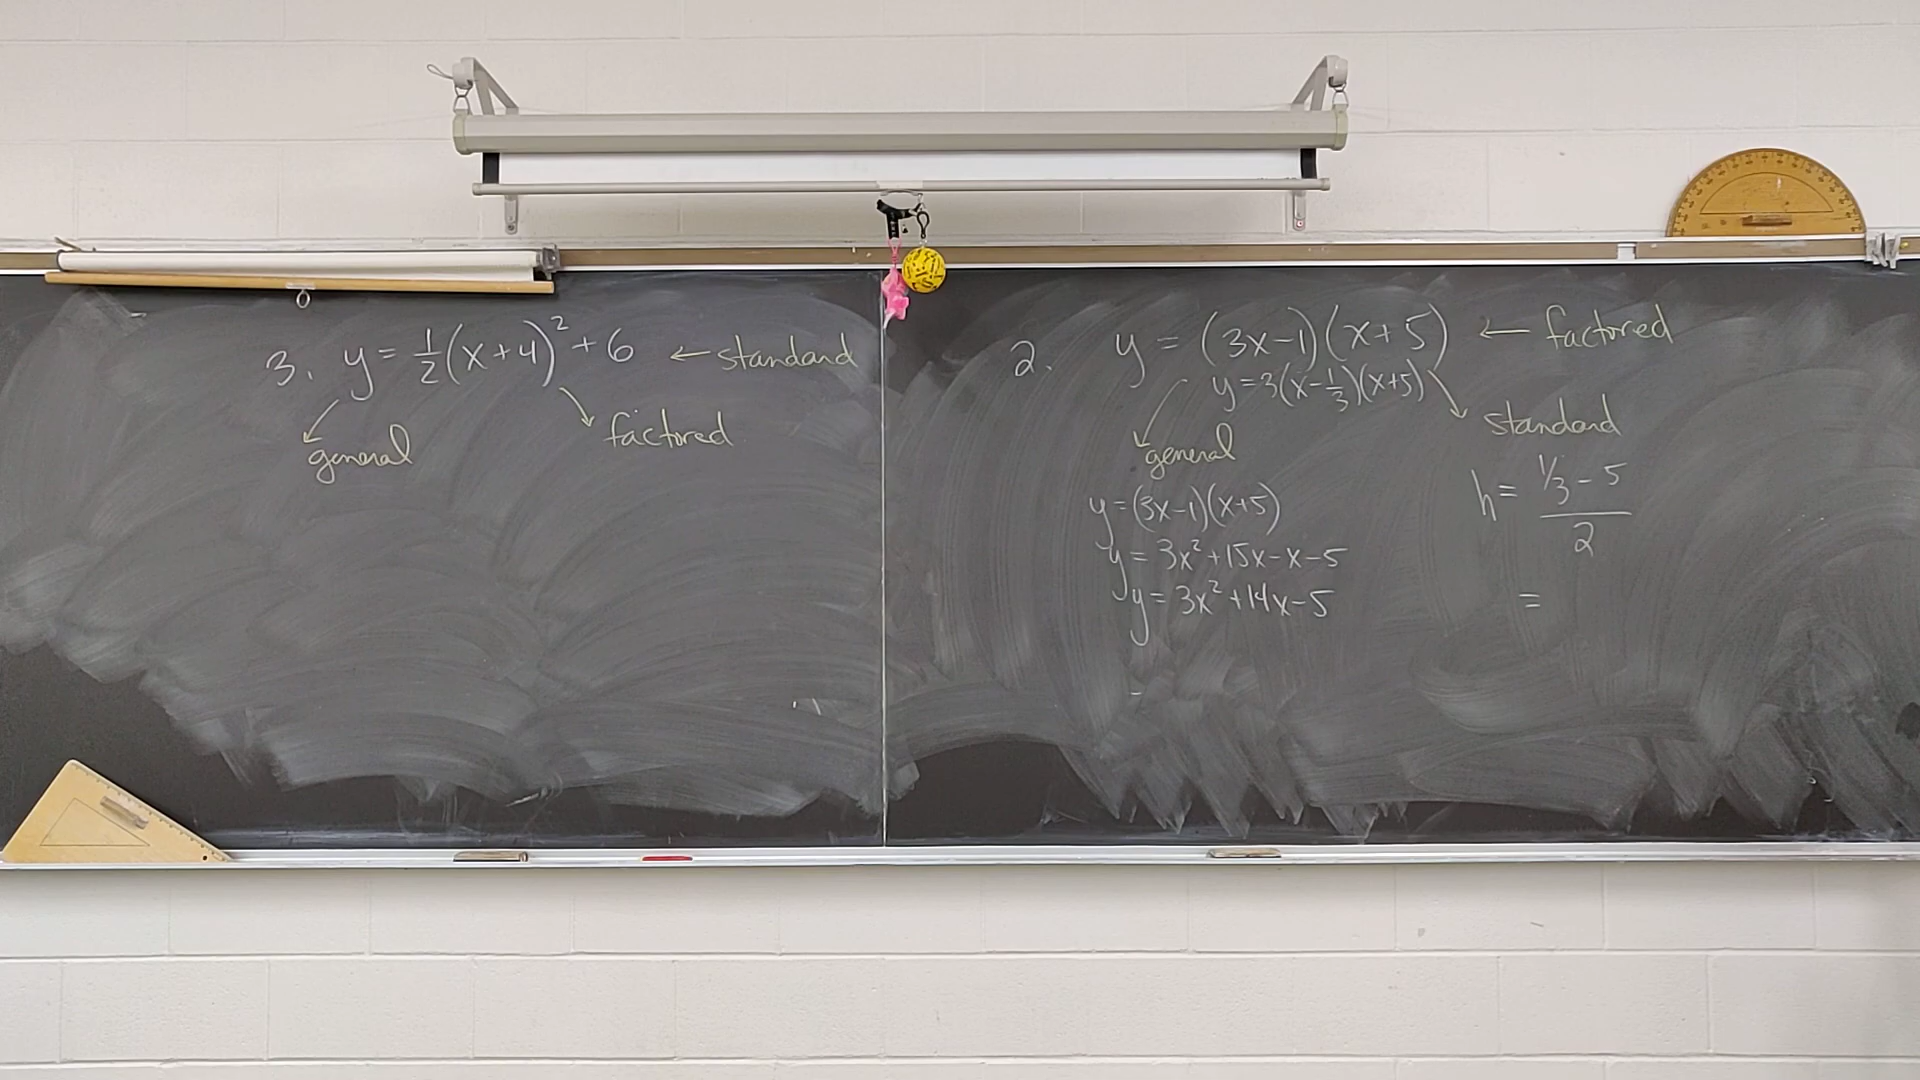 3. y = 1/2 (x+4)² + 6 ← standard
general
factored
2. y = (3x-1)(x+5) ← factored
y = 3(x - 1/3)(x+5)
general
standard
y = (3x-1)(x+5)
y = 3x² + 15x - x - 5
y = 3x² + 14x - 5
h = (1/3 - 5)/2
=